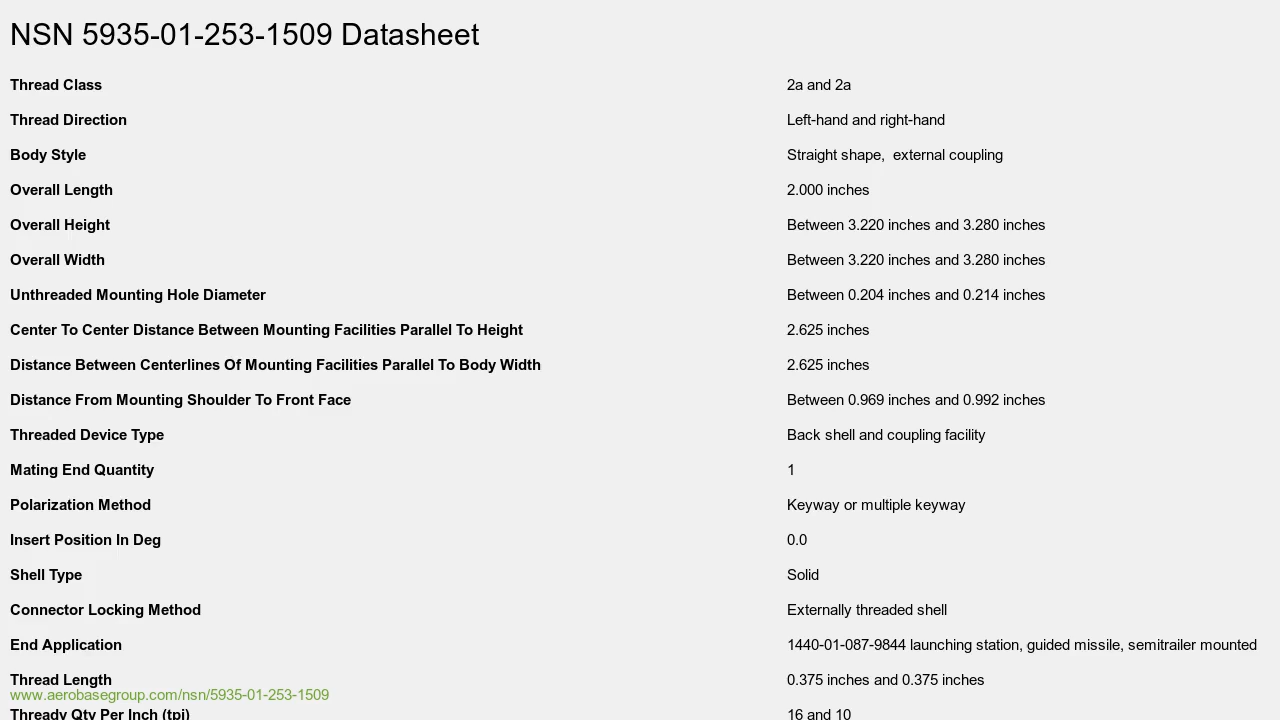 NSN 5935-01-253-1509 Datasheet
Thread Class 2a and 2a
Thread Direction Left-hand and right-hand
Body Style Straight shape,  external coupling
Overall Length 2.000 inches
Overall Height Between 3.220 inches and 3.280 inches
Overall Width Between 3.220 inches and 3.280 inches
Unthreaded Mounting Hole Diameter Between 0.204 inches and 0.214 inches
Center To Center Distance Between Mounting Facilities Parallel To Height 2.625 inches
Distance Between Centerlines Of Mounting Facilities Parallel To Body Width 2.625 inches
Distance From Mounting Shoulder To Front Face Between 0.969 inches and 0.992 inches
Threaded Device Type Back shell and coupling facility
Mating End Quantity 1
Polarization Method Keyway or multiple keyway
Insert Position In Deg 0.0
Shell Type Solid
Connector Locking Method Externally threaded shell
End Application 1440-01-087-9844 launching station, guided missile, semitrailer mounted
Thread Length 0.375 inches and 0.375 inches
www.aerobasegroup.com/nsn/5935-01-253-1509
Thready Qty Per Inch (tpi) 16 and 10